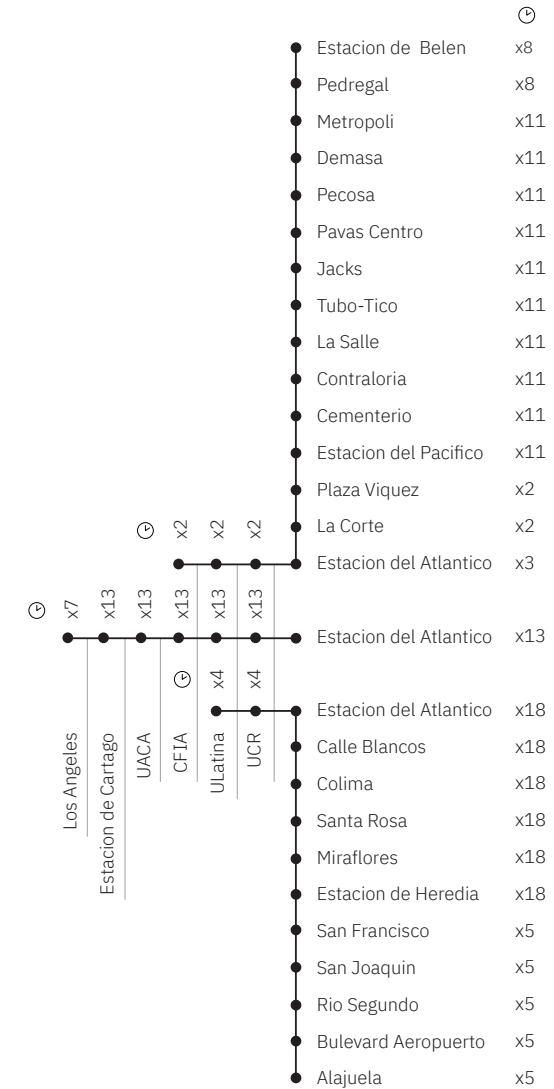 Estacion de Belen x8
Pedregal x8
Metropoli x11
Demasa x11
Pecosa x11
Pavas Centro x11
Jacks x11
Tubo-Tico x11
La Salle x11
Contraloria x11
Cementerio x11
Estacion del Pacifico x11
Plaza Viquez x2
La Corte x2
x2 x2 x2
Estacion del Atlantico x3
x7 x13 x13 x13 x13 x13
Estacion del Atlantico x13
x4 x4
Estacion del Atlantico x18
Los Angeles
Estacion de Cartago
UACA
CFIA
ULatina
UCR
Calle Blancos x18
Colima x18
Santa Rosa x18
Miraflores x18
Estacion de Heredia x18
San Francisco x5
San Joaquin x5
Rio Segundo x5
Bulevard Aeropuerto x5
Alajuela x5